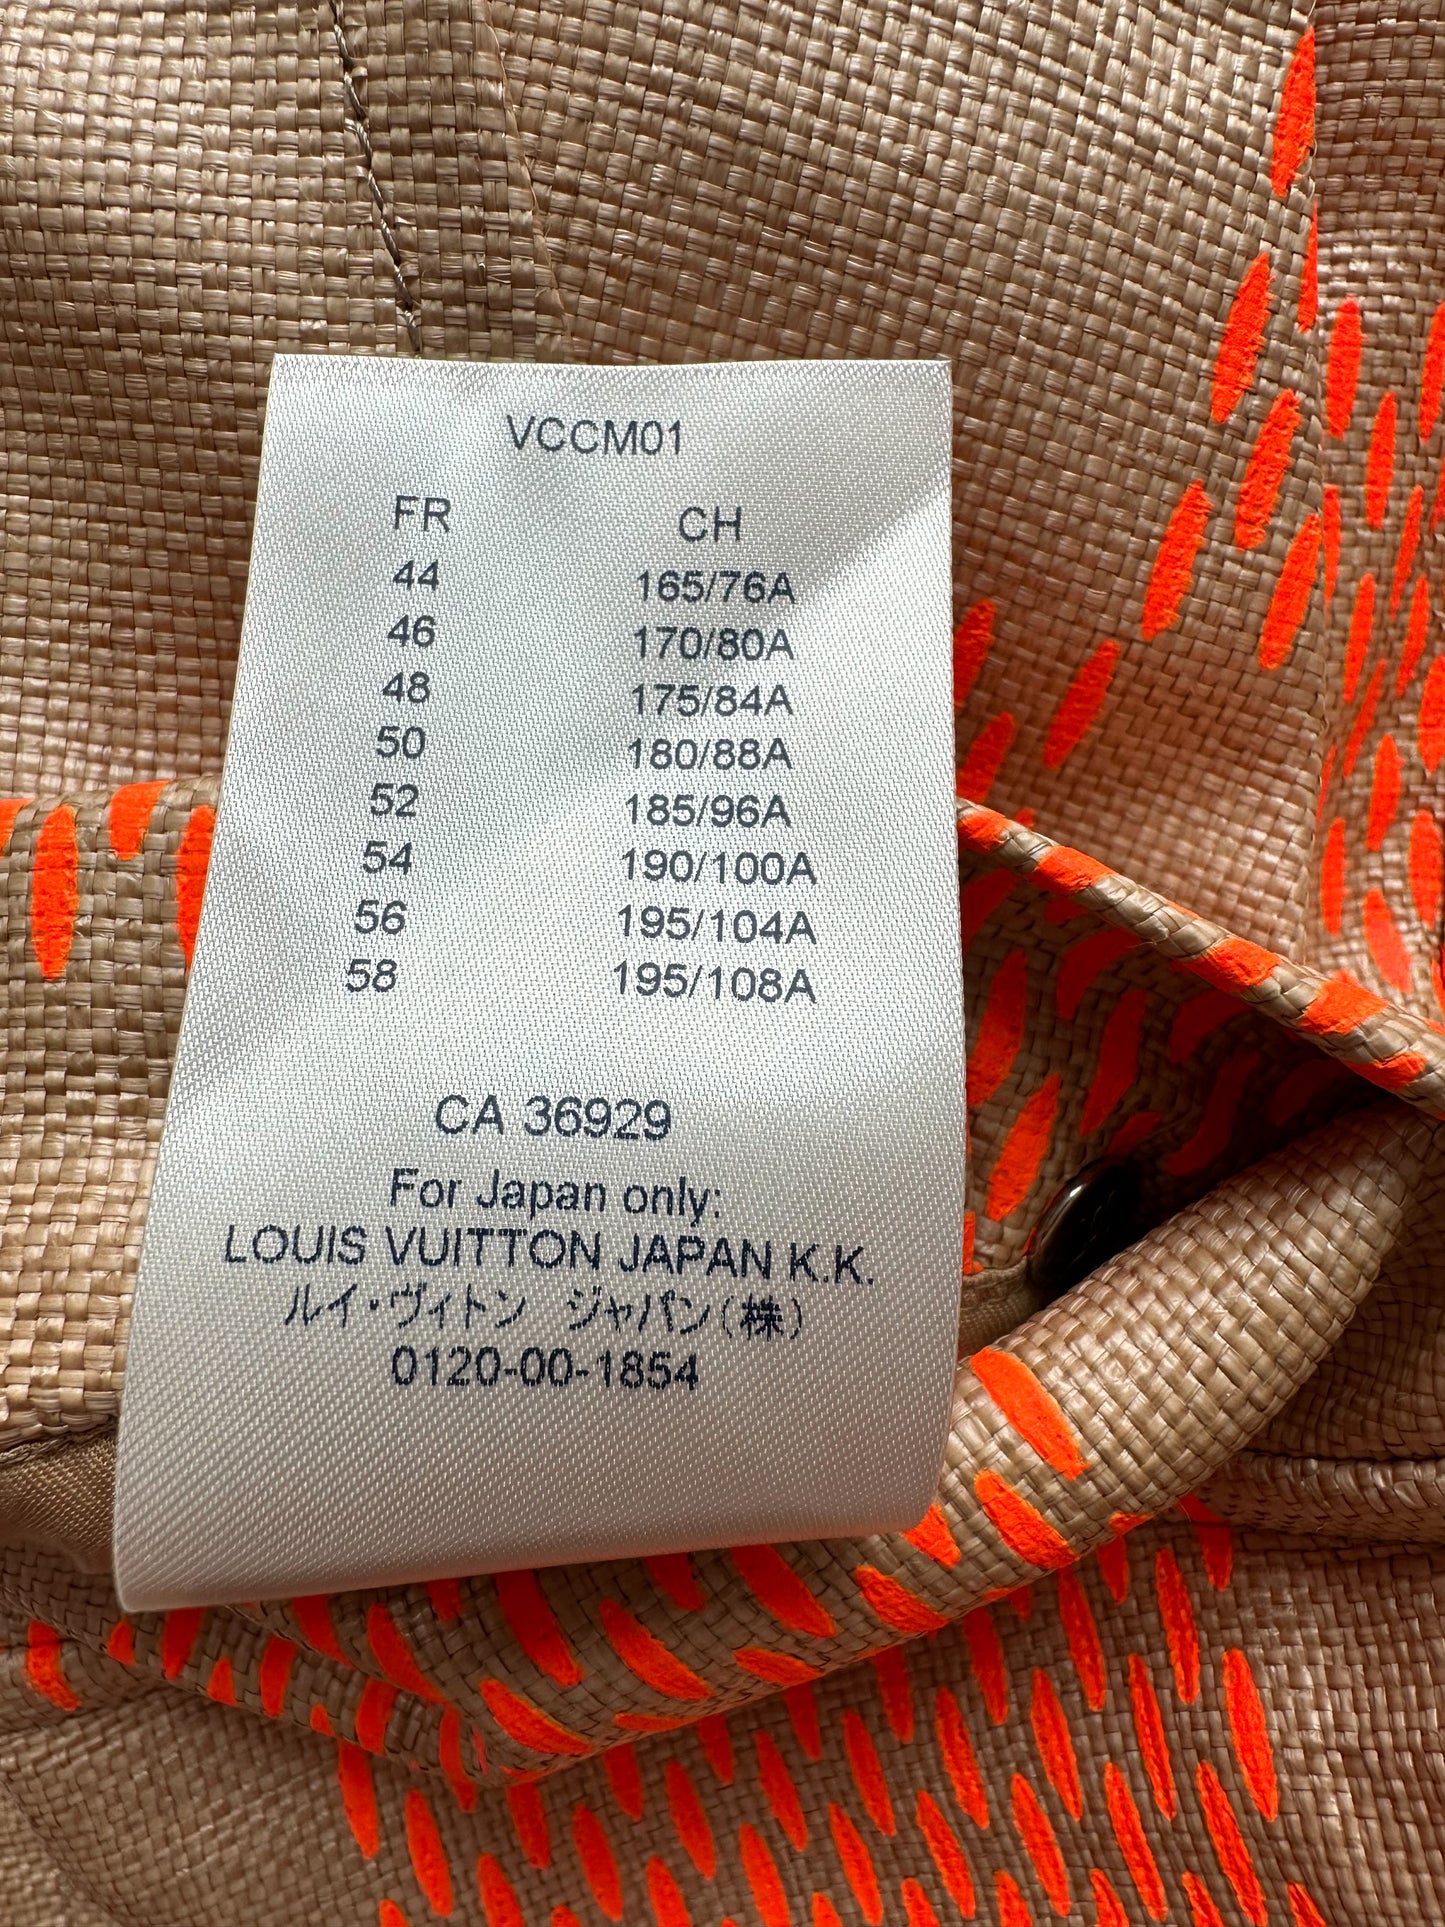 VCCM01
FR CH
44 165/76A
46 170/80A
48 175/84A
50 180/88A
52 185/96A
54 190/100A
56 195/104A
58 195/108A
CA 36929
For Japan only:
LOUIS VUITTON JAPAN K.K.
ルイ・ヴィトン ジャパン(株)
0120-00-1854